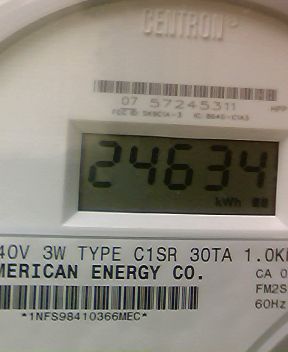 CENTRON
07 57245311
24634
kWh
40V 3W TYPE C1SR 30TA 1.0K
MERICAN ENERGY CO.
CA 0
FM2S
60Hz
*1NFS98410366MEC*